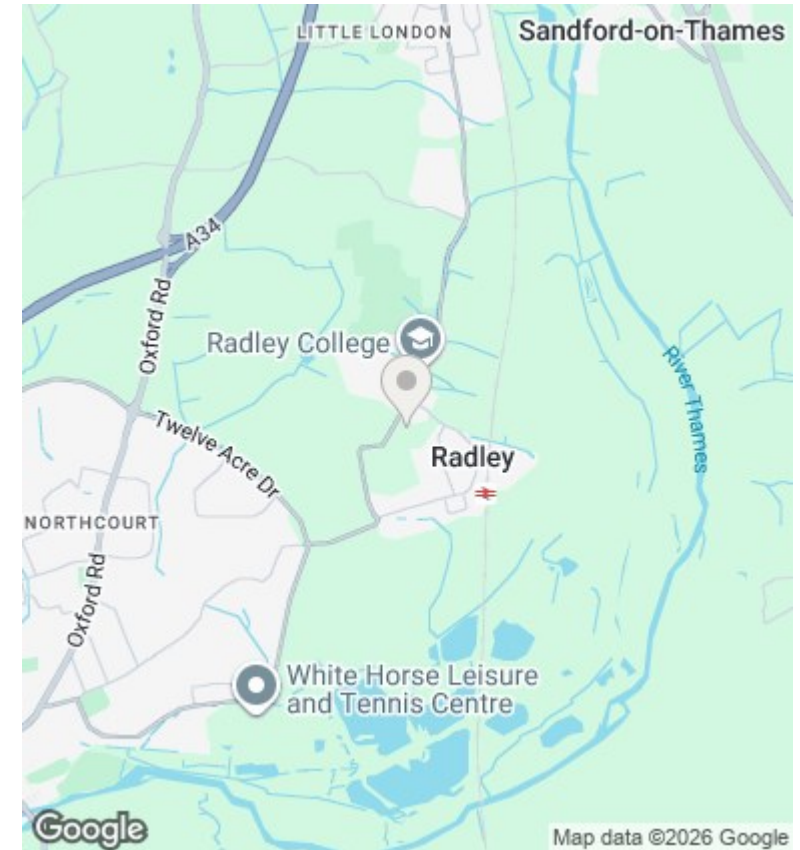 LITTLE LONDON
Sandford-on-Thames
A34
Oxford Rd
Radley College
River Thames
Twelve Acre Dr
Radley
NORTHCOURT
Oxford Rd
White Horse Leisure
and Tennis Centre
Google
Map data ©2026 Google